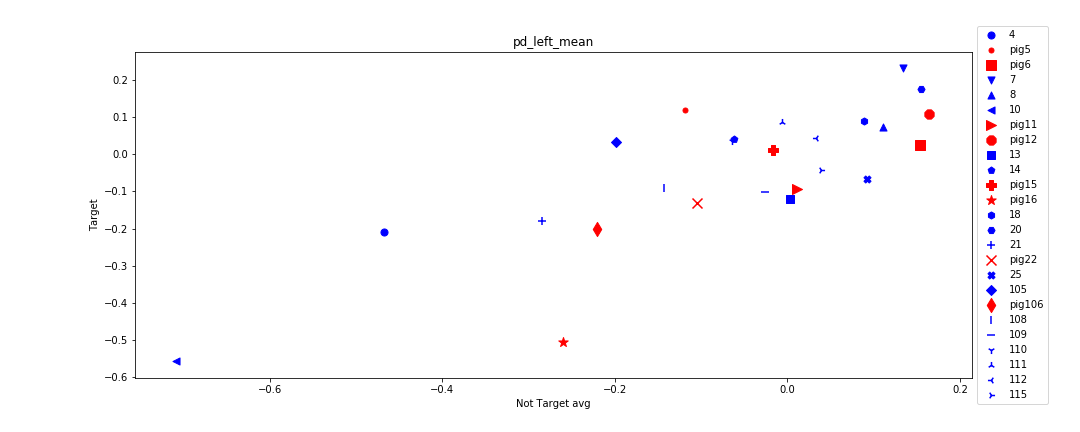 pd_left_mean
0.2
0.1
0.0
−0.1
−0.2
−0.3
−0.4
−0.5
−0.6
Target
−0.6
−0.4
−0.2
0.0
0.2
Not Target avg
4
pig5
pig6
7
8
10
pig11
pig12
13
14
pig15
pig16
18
20
21
pig22
25
105
pig106
108
109
110
111
112
115